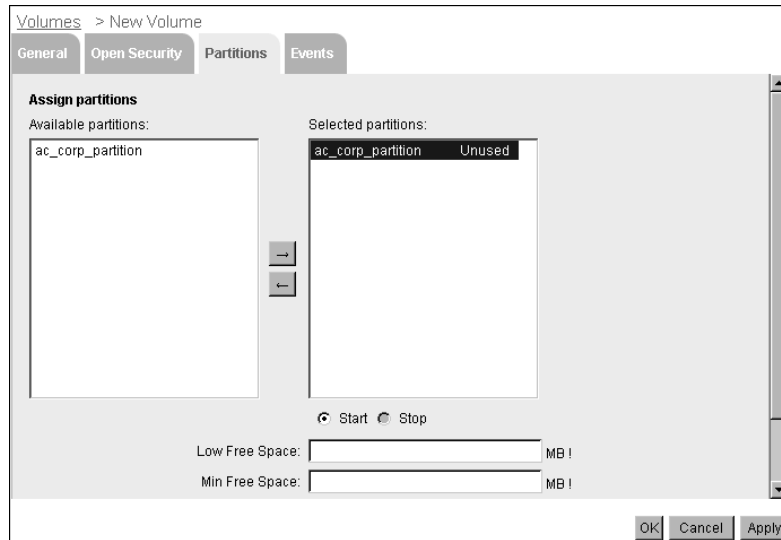 Volumes > New Volume
General Open Security Partitions Events
Assign partitions
Available partitions: Selected partitions:
ac_corp_partition ac_corp_partition Unused
→
←
Start Stop
Low Free Space: MB !
Min Free Space: MB !
OK Cancel Apply